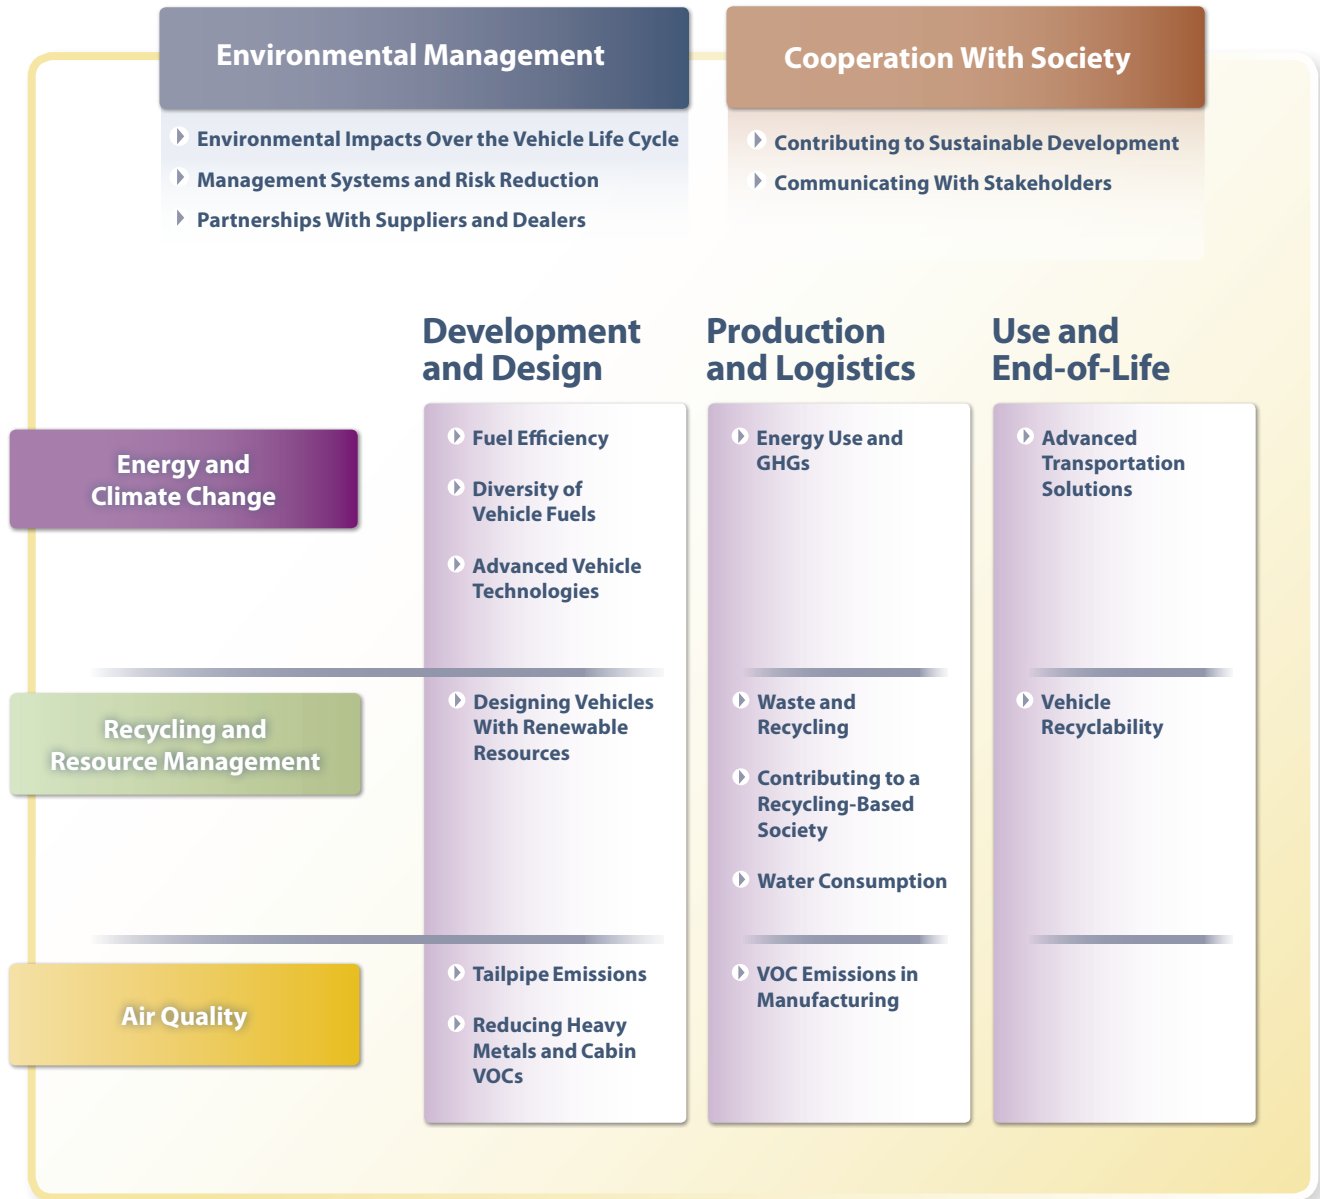 Environmental Management
Environmental Impacts Over the Vehicle Life Cycle
Management Systems and Risk Reduction
Partnerships With Suppliers and Dealers
Cooperation With Society
Contributing to Sustainable Development
Communicating With Stakeholders
Development
and Design
Production
and Logistics
Use and
End-of-Life
Energy and
Climate Change
Fuel Efficiency
Diversity of
Vehicle Fuels
Advanced Vehicle
Technologies
Energy Use and
GHGs
Advanced
Transportation
Solutions
Recycling and
Resource Management
Designing Vehicles
With Renewable
Resources
Waste and
Recycling
Contributing to a
Recycling-Based
Society
Water Consumption
Vehicle
Recyclability
Air Quality
Tailpipe Emissions
Reducing Heavy
Metals and Cabin
VOCs
VOC Emissions in
Manufacturing